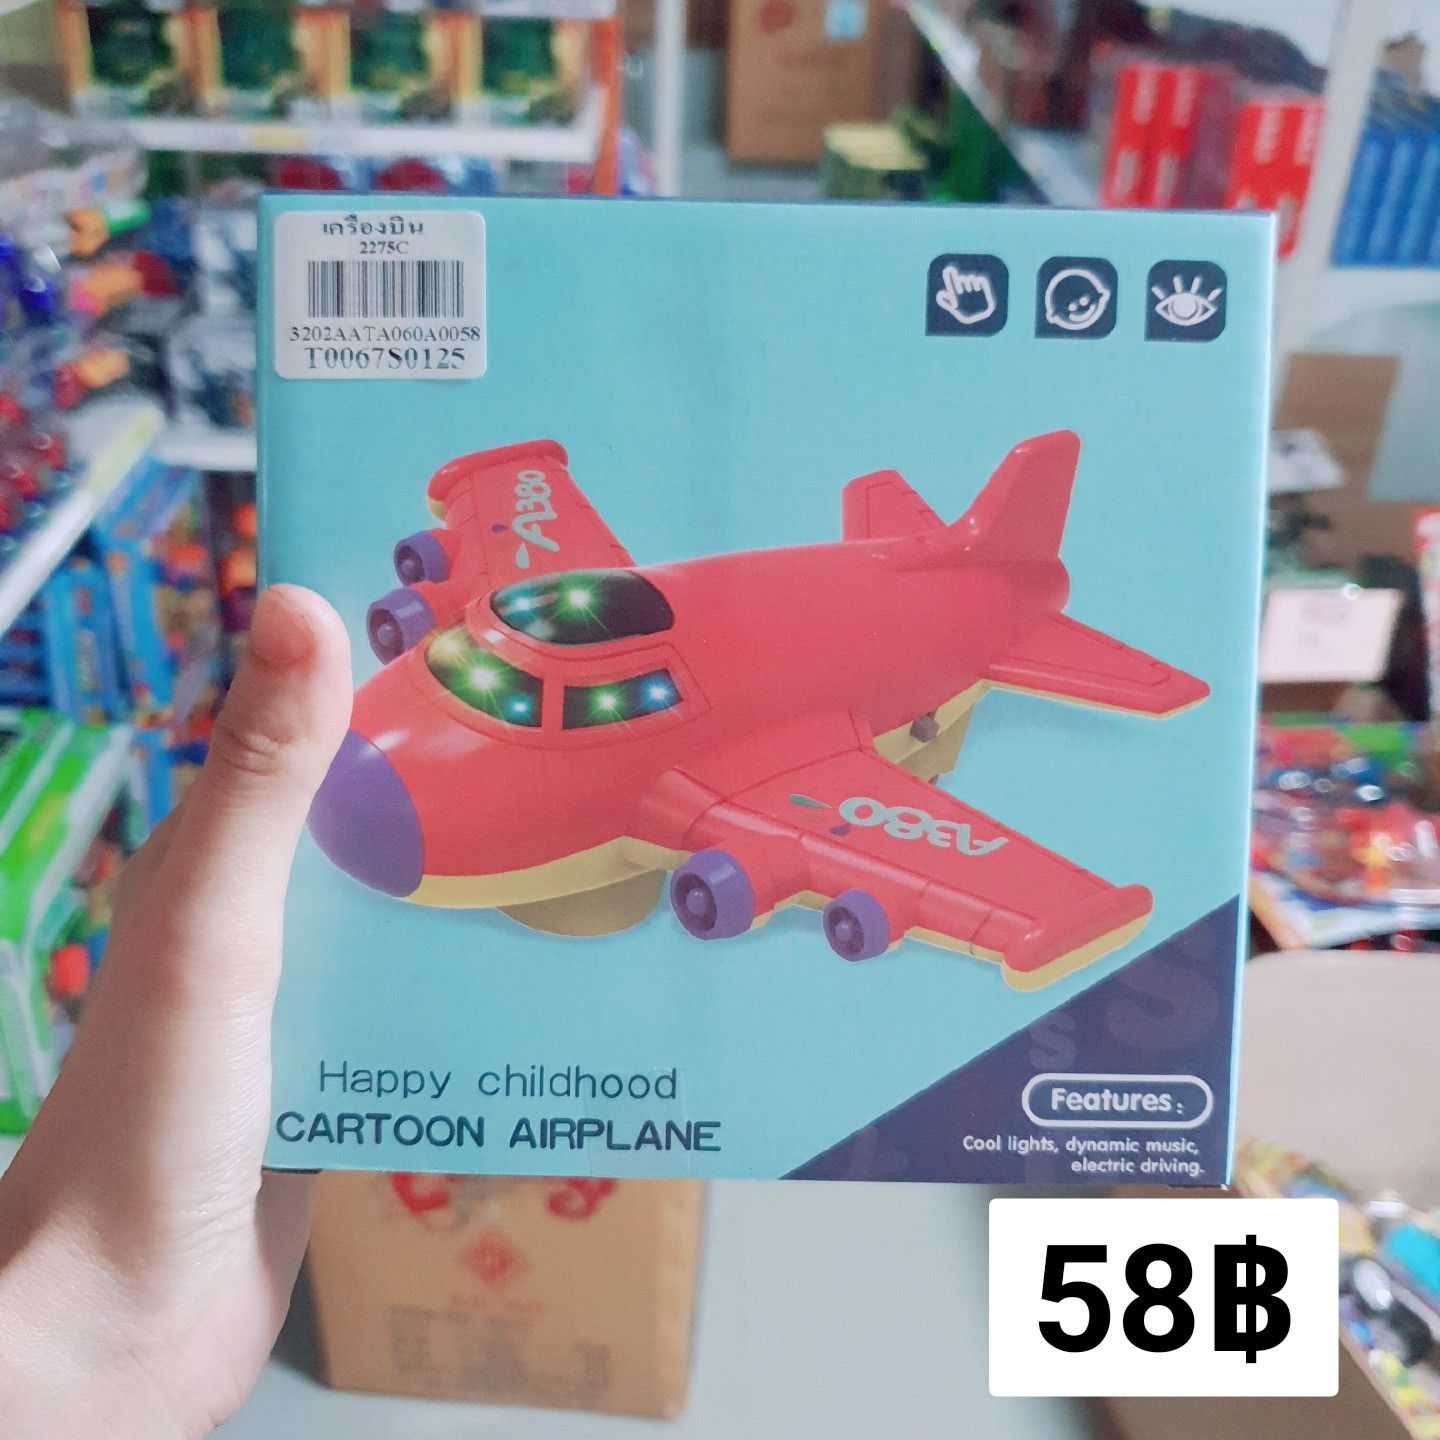 เครื่องบิน
2275C
3202AATA060A0058
T0067S0125
A380
A380
Happy childhood
CARTOON AIRPLANE
Features:
Cool lights, dynamic music,
electric driving.
58฿